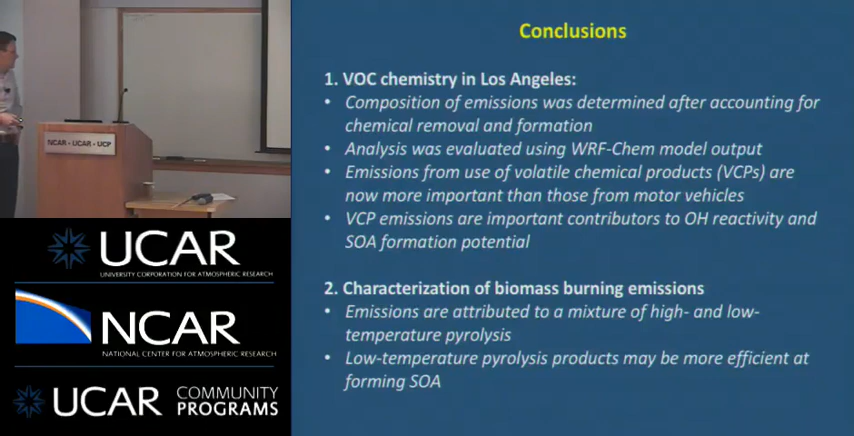 NCAR • UCAR • UCP
UCAR
UNIVERSITY CORPORATION FOR ATMOSPHERIC RESEARCH
NCAR
NATIONAL CENTER FOR ATMOSPHERIC RESEARCH
UCAR COMMUNITY PROGRAMS
Conclusions
1. VOC chemistry in Los Angeles:
• Composition of emissions was determined after accounting for
chemical removal and formation
• Analysis was evaluated using WRF-Chem model output
• Emissions from use of volatile chemical products (VCPs) are
now more important than those from motor vehicles
• VCP emissions are important contributors to OH reactivity and
SOA formation potential
2. Characterization of biomass burning emissions
• Emissions are attributed to a mixture of high- and low-
temperature pyrolysis
• Low-temperature pyrolysis products may be more efficient at
forming SOA